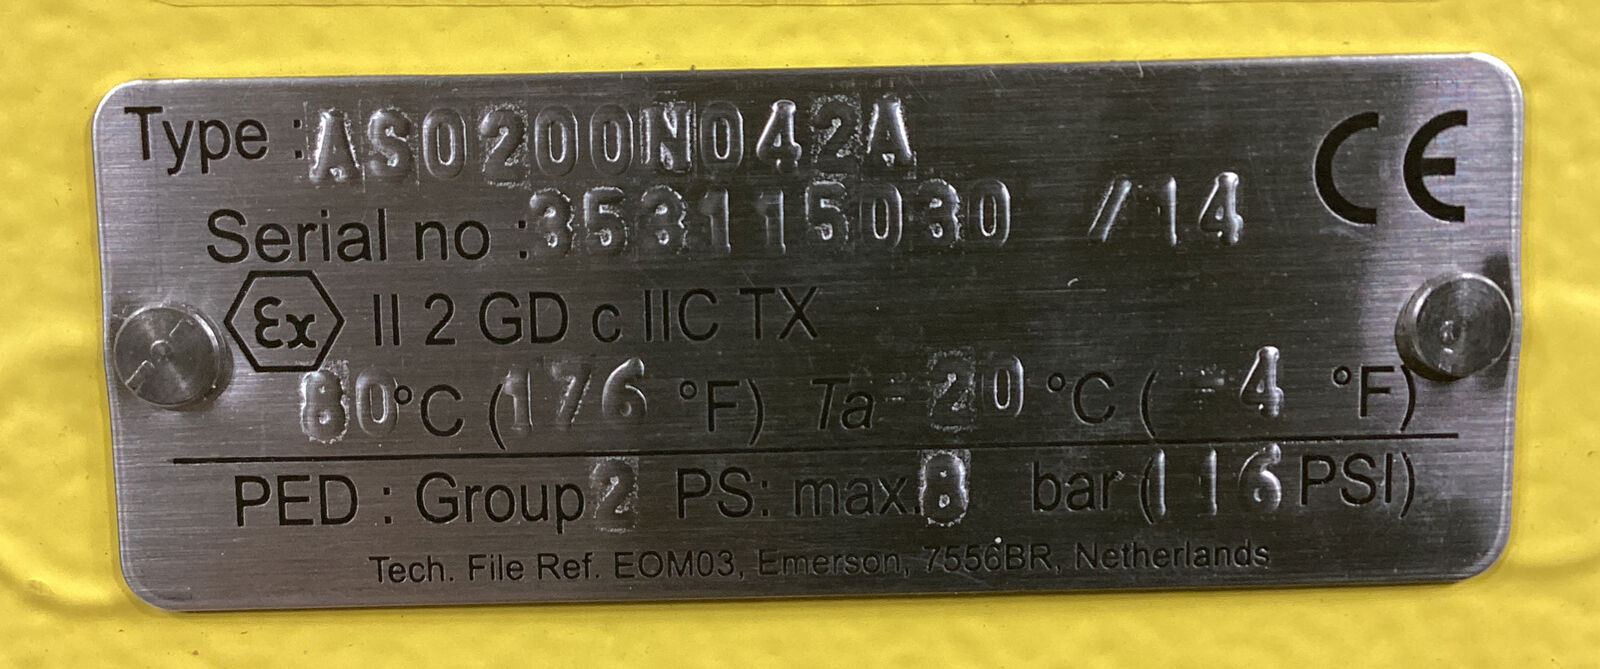 Type : AS0200N042A
CE
Serial no : 353115030 /14
Ex II 2 GD c IIC TX
80°C (176 °F) Ta -20 °C ( -4 °F)
PED : Group 2 PS: max. 8 bar (116 PSI)
Tech. File Ref. EOM03, Emerson, 7556BR, Netherlands